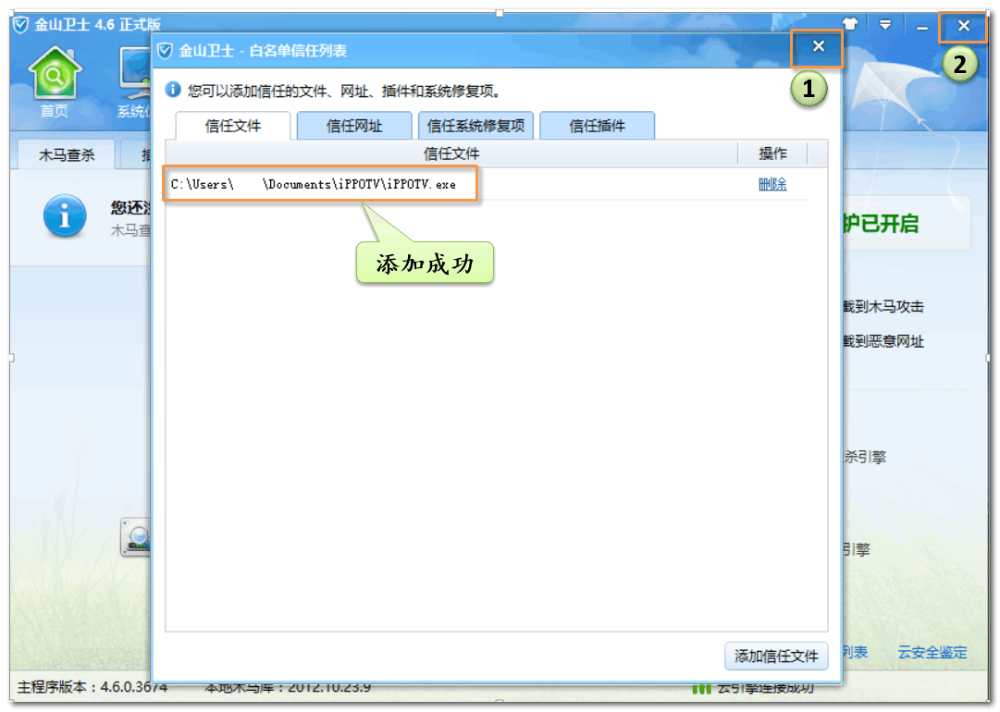 金山卫士 4.6 正式版
金山卫士 - 白名单信任列表
1
2
首页
系统
您可以添加信任的文件、网址、插件和系统修复项。
信任文件 信任网址 信任系统修复项 信任插件
木马查杀
信任文件 操作
C:\Users\ \Documents\iPPOTV\iPPOTV.exe 删除
您还没
木马查
护已开启
添加成功
截到木马攻击
截到恶意网址
杀引擎
引擎
列表 云安全鉴定
添加信任文件
主程序版本：4.6.0.3674 本地木马库：2012.10.23.9 云引擎连接成功